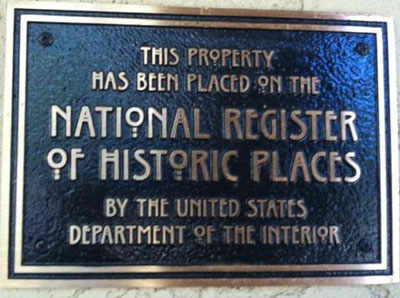 THIS PROPERTY
HAS BEEN PLACED ON THE
NATIONAL REGISTER
OF HISTORIC PLACES
BY THE UNITED STATES
DEPARTMENT OF THE INTERIOR